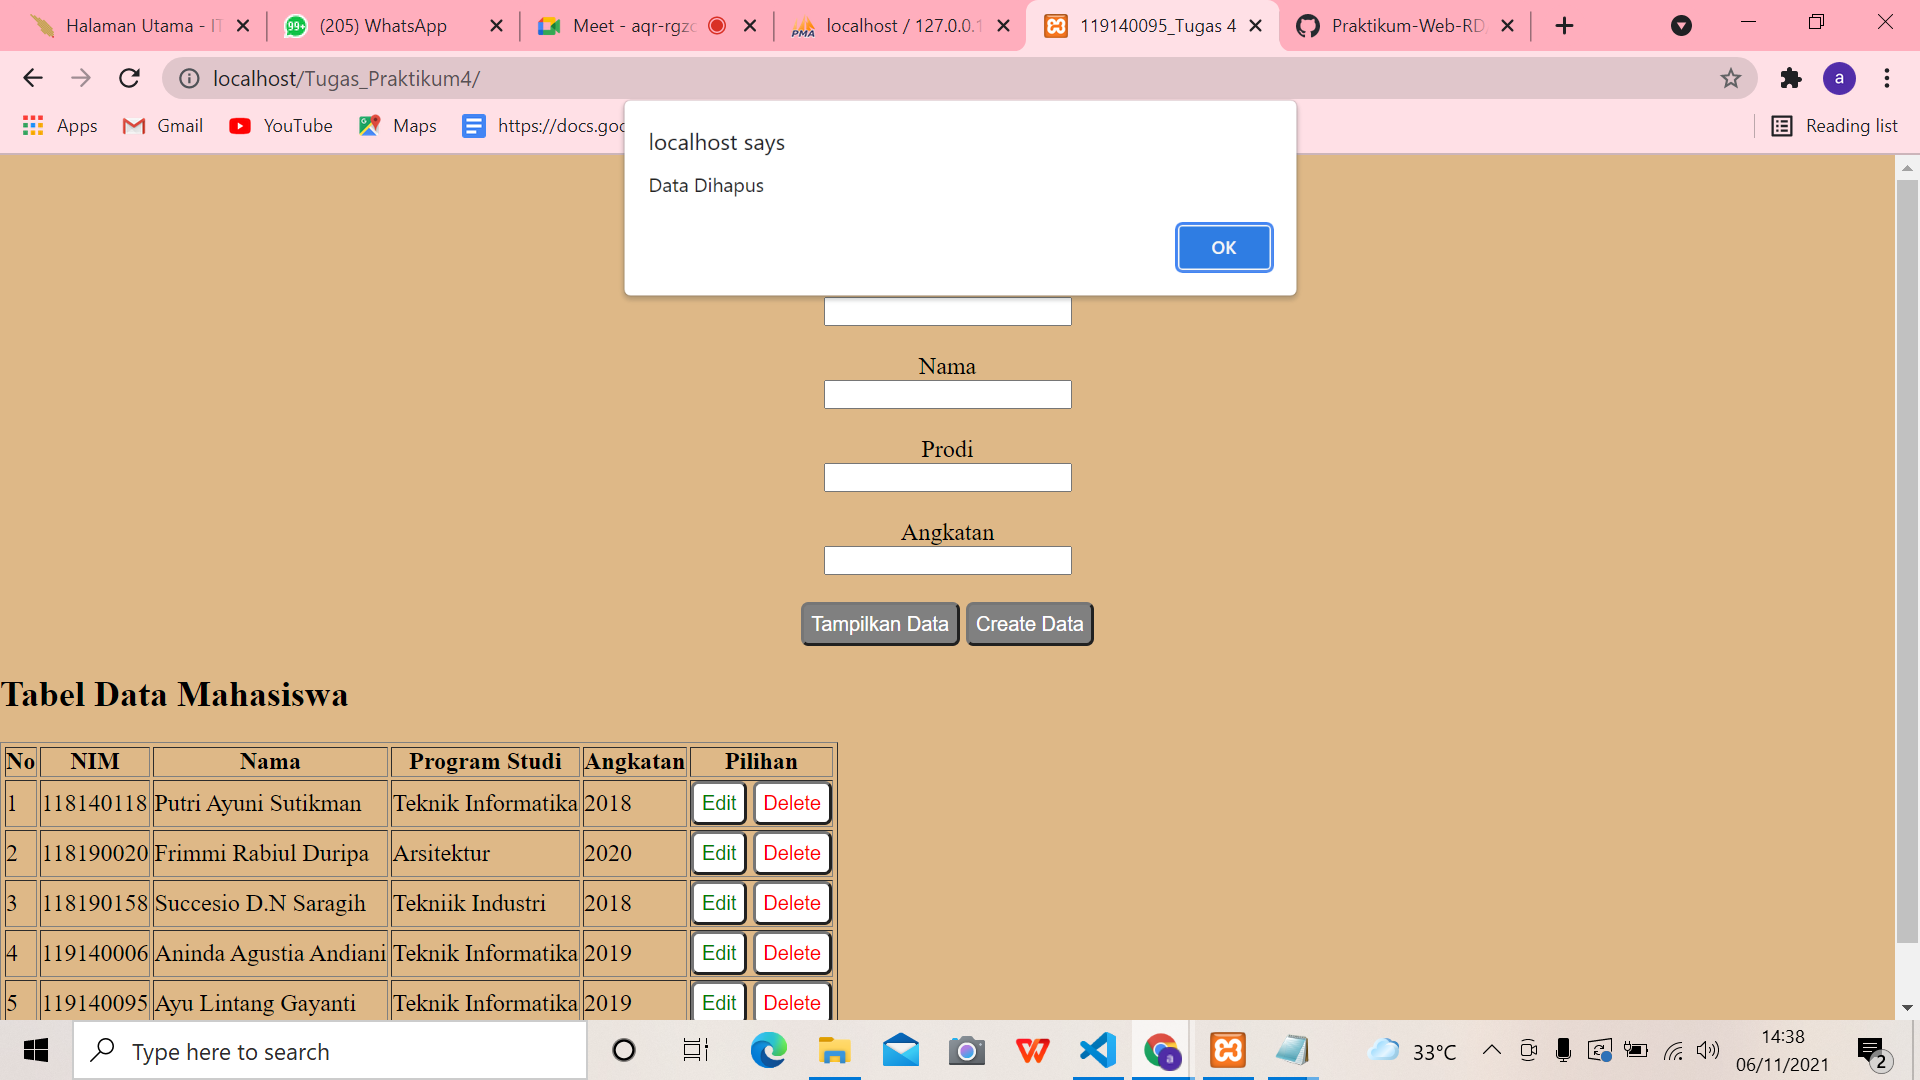 Halaman Utama - IT
99+
(205) WhatsApp
Meet - aqr-rgzc
PMA
localhost / 127.0.0.1
119140095_Tugas 4
Praktikum-Web-RD
localhost/Tugas_Praktikum4/
a
Apps
Gmail
YouTube
Maps
https://docs.goo
Reading list
localhost says
Data Dihapus
OK
Nama
Prodi
Angkatan
Tampilkan Data Create Data
Tabel Data Mahasiswa
No NIM Nama Program Studi Angkatan Pilihan
1 118140118 Putri Ayuni Sutikman Teknik Informatika 2018 Edit Delete
2 118190020 Frimmi Rabiul Duripa Arsitektur 2020 Edit Delete
3 118190158 Succesio D.N Saragih Tekniik Industri 2018 Edit Delete
4 119140006 Aninda Agustia Andiani Teknik Informatika 2019 Edit Delete
5 119140095 Ayu Lintang Gayanti Teknik Informatika 2019 Edit Delete
Type here to search
a
33°C
14:38
06/11/2021
2